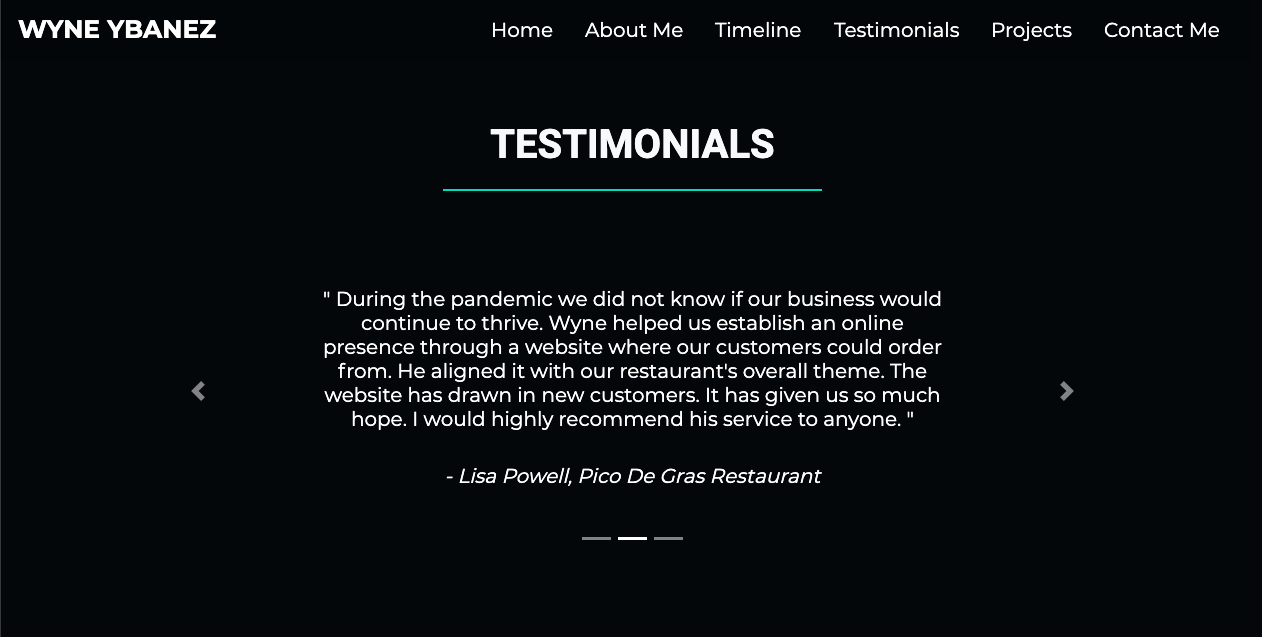 WYNE YBANEZ
Home About Me Timeline Testimonials Projects Contact Me
TESTIMONIALS
" During the pandemic we did not know if our business would
continue to thrive. Wyne helped us establish an online
presence through a website where our customers could order
from. He aligned it with our restaurant's overall theme. The
website has drawn in new customers. It has given us so much
hope. I would highly recommend his service to anyone. "
- Lisa Powell, Pico De Gras Restaurant